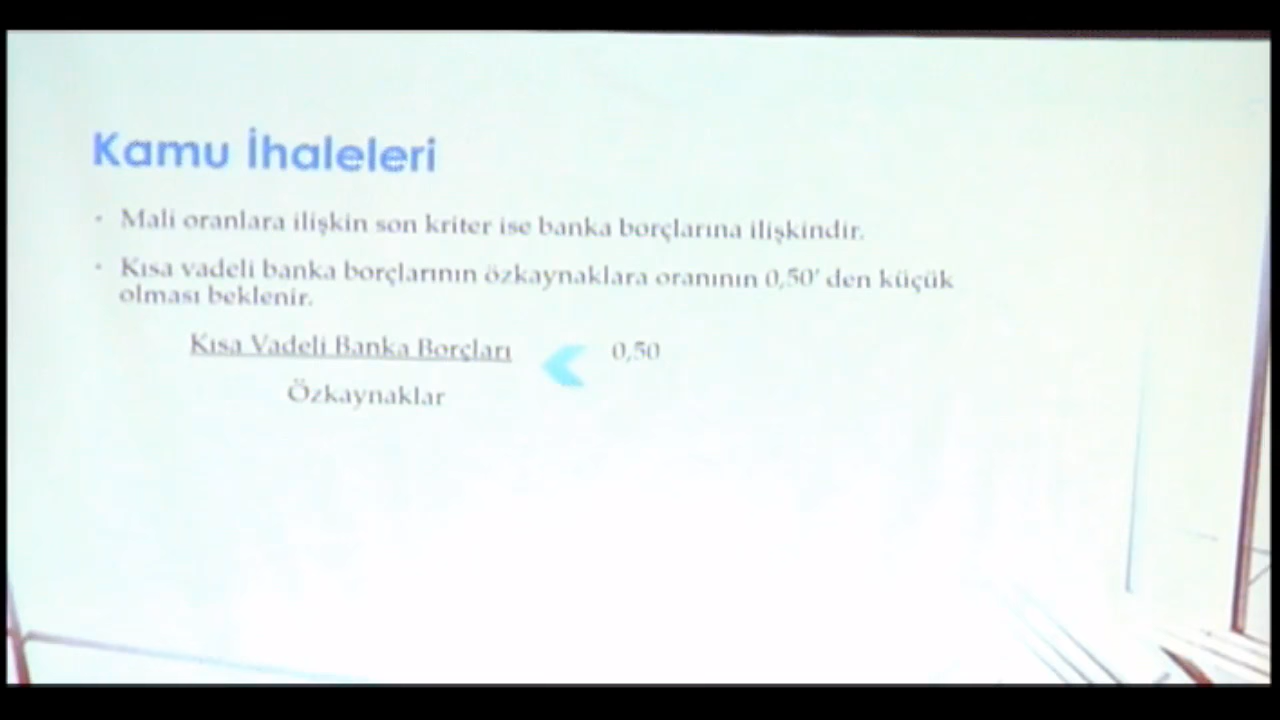 Kamu İhaleleri
• Mali oranlara ilişkin son kriter ise banka borçlarına ilişkindir.
• Kısa vadeli banka borçlarının özkaynaklara oranının 0,50' den küçük
olması beklenir.
Kısa Vadeli Banka Borçları < 0,50
Özkaynaklar